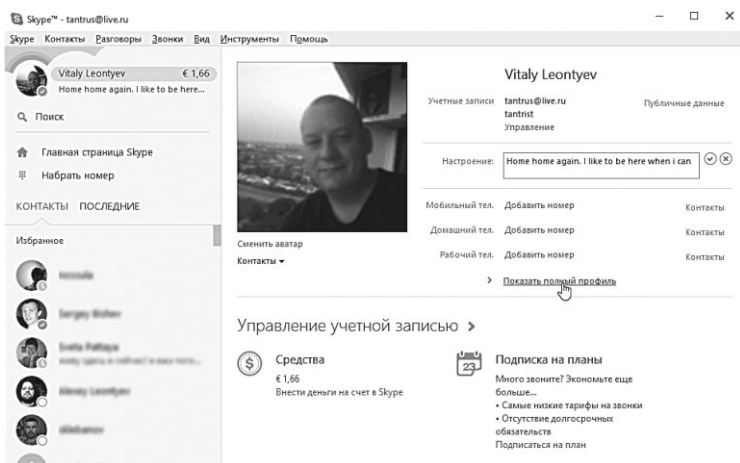 Skype™ - tantrus@live.ru
Skype Контакты Разговоры Звонки Вид Инструменты Помощь
Vitaly Leontyev € 1,66
Home home again. I like to be here...
Поиск
Главная страница Skype
Набрать номер
КОНТАКТЫ ПОСЛЕДНИЕ
Избранное
Сменить аватар
Контакты
Vitaly Leontyev
Учетные записи tantrus@live.ru Публичные данные
tantrist
Управление
Настроение: Home home again. I like to be here when i can
Мобильный тел. Добавить номер Контакты
Домашний тел. Добавить номер Контакты
Рабочий тел. Добавить номер Контакты
Показать полный профиль
Управление учетной записью
$
Средства
€ 1,66
Внести деньги на счет в Skype
23
Подписка на планы
Много звоните? Экономьте еще
больше...
• Самые низкие тарифы на звонки
• Отсутствие долгосрочных
обязательств
Подписаться на план